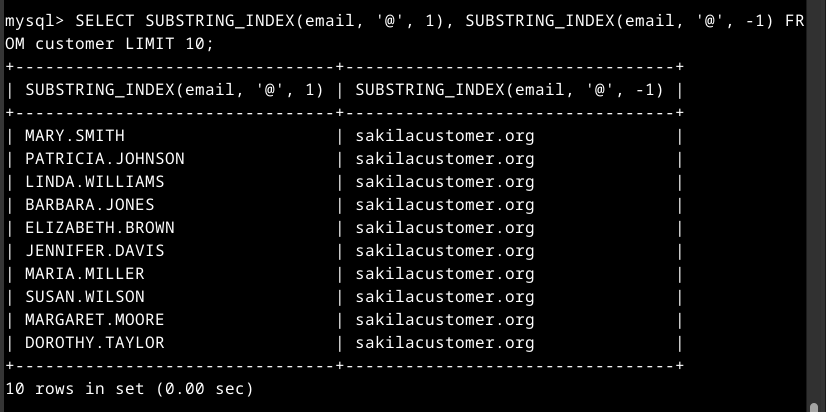 mysql> SELECT SUBSTRING_INDEX(email, '@', 1), SUBSTRING_INDEX(email, '@', -1) FR
OM customer LIMIT 10;
+--------------------------------+---------------------------------+
| SUBSTRING_INDEX(email, '@', 1) | SUBSTRING_INDEX(email, '@', -1) |
+--------------------------------+---------------------------------+
| MARY.SMITH                     | sakilacustomer.org              |
| PATRICIA.JOHNSON               | sakilacustomer.org              |
| LINDA.WILLIAMS                 | sakilacustomer.org              |
| BARBARA.JONES                  | sakilacustomer.org              |
| ELIZABETH.BROWN                | sakilacustomer.org              |
| JENNIFER.DAVIS                 | sakilacustomer.org              |
| MARIA.MILLER                   | sakilacustomer.org              |
| SUSAN.WILSON                   | sakilacustomer.org              |
| MARGARET.MOORE                 | sakilacustomer.org              |
| DOROTHY.TAYLOR                 | sakilacustomer.org              |
+--------------------------------+---------------------------------+
10 rows in set (0.00 sec)